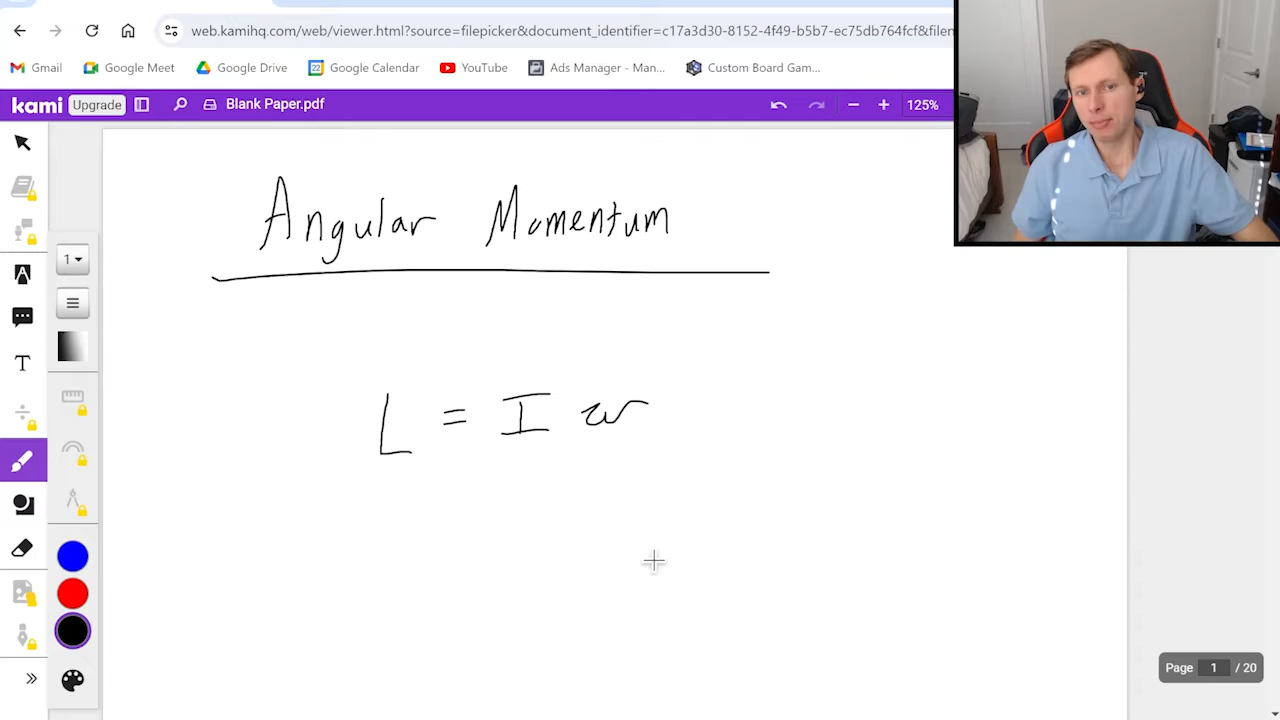 web.kamihq.com/web/viewer.html?source=filepicker&document_identifier=c17a3d30-8152-4f49-b5b7-ec75db764fcf&filen
Gmail Google Meet Google Drive 22 Google Calendar YouTube Ads Manager - Man... Custom Board Gam...
kami Upgrade Blank Paper.pdf 125%
Angular Momentum
1
A
T
L = I ω
Page 1 / 20